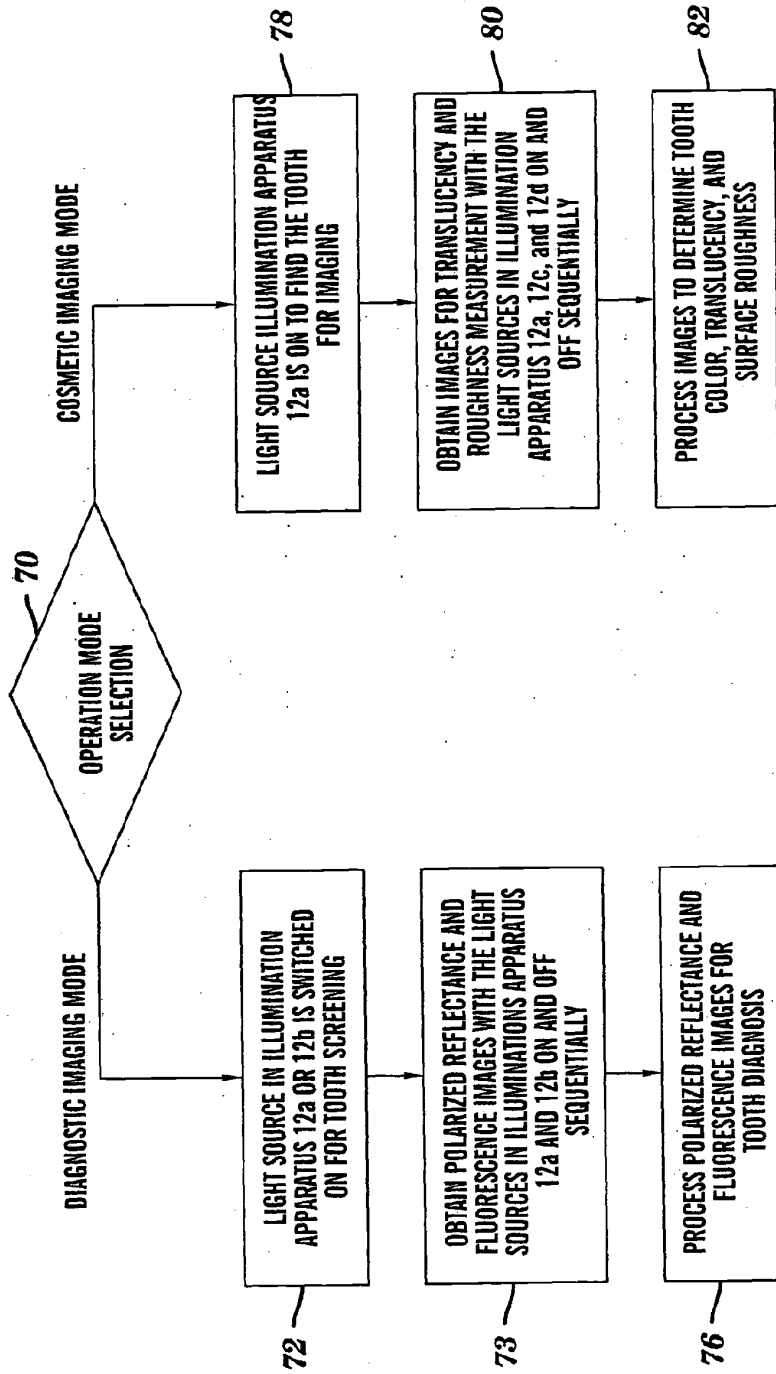 70
OPERATION MODE
SELECTION
DIAGNOSTIC IMAGING MODE
72
LIGHT SOURCE IN ILLUMINATION
APPARATUS 12a OR 12b IS SWITCHED
ON FOR TOOTH SCREENING
73
OBTAIN POLARIZED REFLECTANCE AND
FLUORESCENCE IMAGES WITH THE LIGHT
SOURCES IN ILLUMINATIONS APPARATUS
12a AND 12b ON AND OFF
SEQUENTIALLY
76
PROCESS POLARIZED REFLECTANCE AND
FLUORESCENCE IMAGES FOR
TOOTH DIAGNOSIS
COSMETIC IMAGING MODE
78
LIGHT SOURCE ILLUMINATION APPARATUS
12a IS ON TO FIND THE TOOTH
FOR IMAGING
80
OBTAIN IMAGES FOR TRANSLUCENCY AND
ROUGHNESS MEASUREMENT WITH THE
LIGHT SOURCES IN ILLUMINATION
APPARATUS 12a, 12c, AND 12d ON AND
OFF SEQUENTIALLY
82
PROCESS IMAGES TO DETERMINE TOOTH
COLOR, TRANSLUCENCY, AND
SURFACE ROUGHNESS